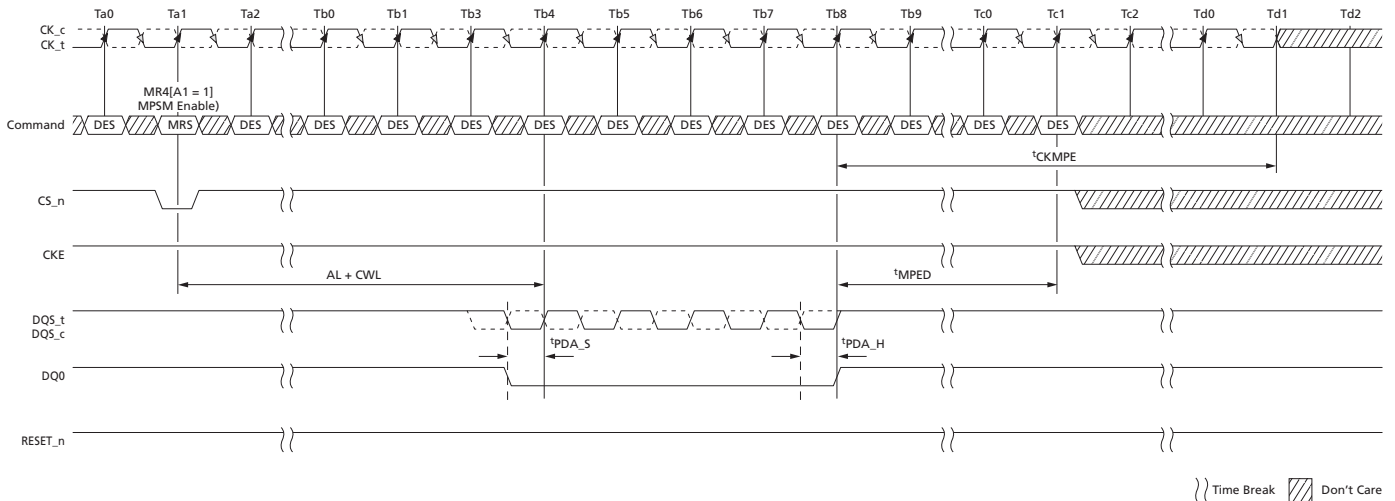 Ta0 Ta1 Ta2 Tb0 Tb1 Tb2 Tb3 Tb4 Tb5 Tb6 Tb7 Tb8 Tb9 Tc0 Tc1 Tc2 Td0 Td1 Td2
CK_c
CK_t
MR4[A1 = 1]
MPSM Enable)
Command DES MRS DES DES DES DES DES DES DES DES DES DES DES DES
tCKMPE
CS_n
CKE
AL + CWL tMPED
DQS_t
DQS_c
tPDA_S tPDA_H
DQ0
RESET_n
Time Break Don't Care